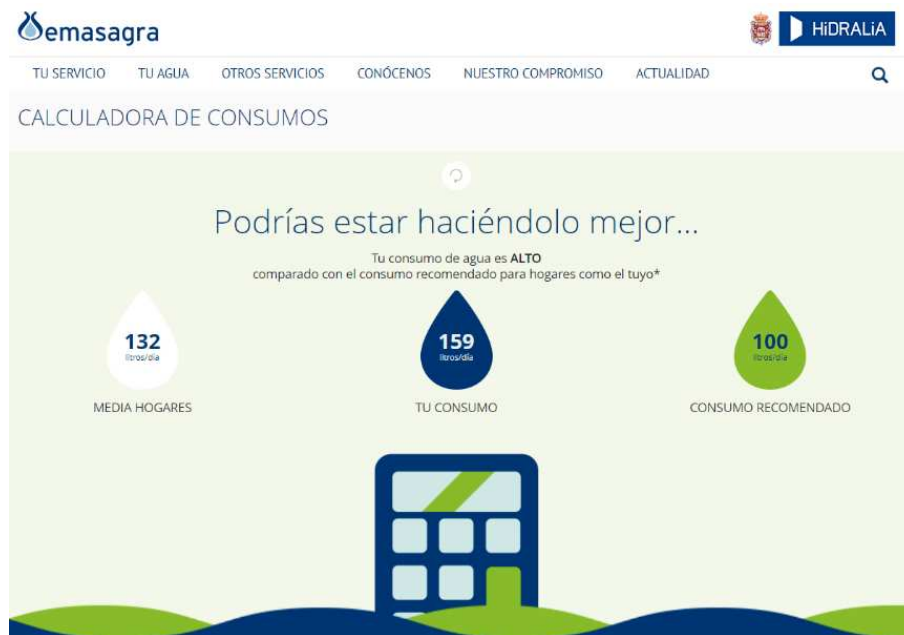 emasagra
HiDRALiA
TU SERVICIO TU AGUA OTROS SERVICIOS CONÓCENOS NUESTRO COMPROMISO ACTUALIDAD
CALCULADORA DE CONSUMOS
Podrías estar haciéndolo mejor...
Tu consumo de agua es ALTO
comparado con el consumo recomendado para hogares como el tuyo*
132
litros/día
159
litros/día
100
litros/día
MEDIA HOGARES
TU CONSUMO
CONSUMO RECOMENDADO